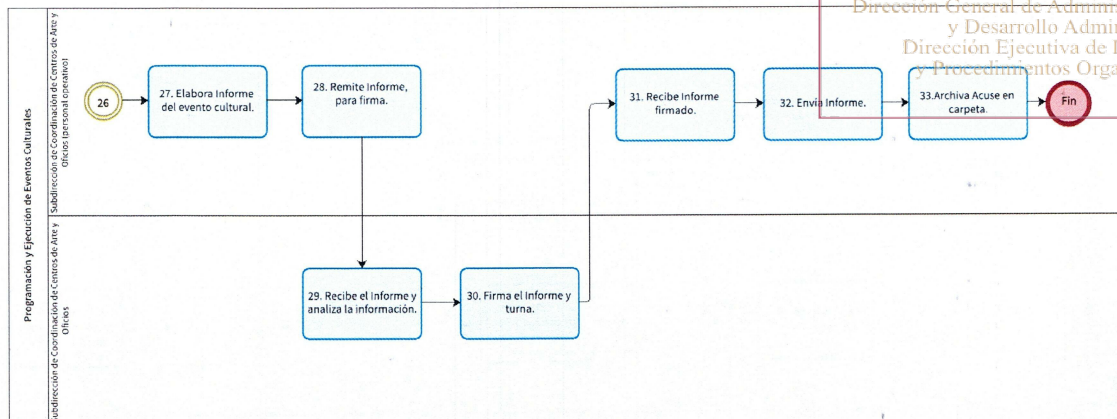 Dirección General de
y Desarrollo
Dirección Ejecutiva de
y Procedimientos
Programación y Ejecución de Eventos Culturales
Subdirección de Coordinación de Centros de Arte y
Oficios (personal operativo)
26
27. Elabora Informe
del evento cultural.
28. Remite Informe,
para firma.
31. Recibe Informe
firmado.
32. Envía Informe.
33.Archiva Acuse en
carpeta.
Fin
Subdirección de Coordinación de Centros de Arte y
Oficios
29. Recibe el Informe y
analiza la información.
30. Firma el Informe y
turna.